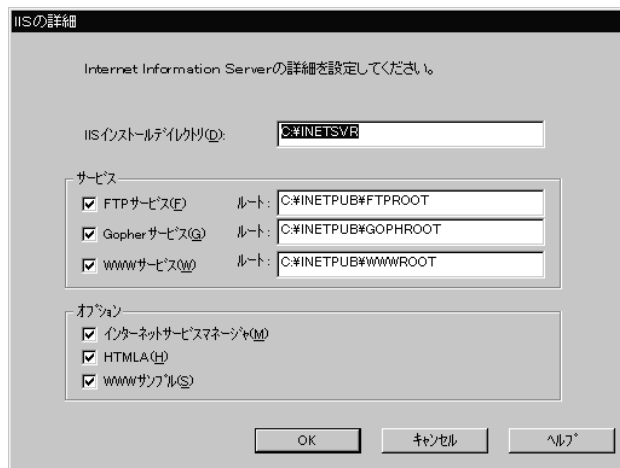 IISの詳細
Internet Information Serverの詳細を設定してください。
IISｲﾝｽﾄｰﾙﾃﾞｨﾚｸﾄﾘ(D): C:¥INETSVR
ｻｰﾋﾞｽ
FTPｻｰﾋﾞｽ(F) ﾙｰﾄ: C:¥INETPUB¥FTPROOT
Gopherｻｰﾋﾞｽ(G) ﾙｰﾄ: C:¥INETPUB¥GOPHROOT
WWWｻｰﾋﾞｽ(W) ﾙｰﾄ: C:¥INETPUB¥WWWROOT
ｵﾌﾟｼｮﾝ
ｲﾝﾀｰﾈｯﾄｻｰﾋﾞｽﾏﾈｰｼﾞｬ(M)
HTMLA(H)
WWWｻﾝﾌﾟﾙ(S)
OK ｷｬﾝｾﾙ ﾍﾙﾌﾟ